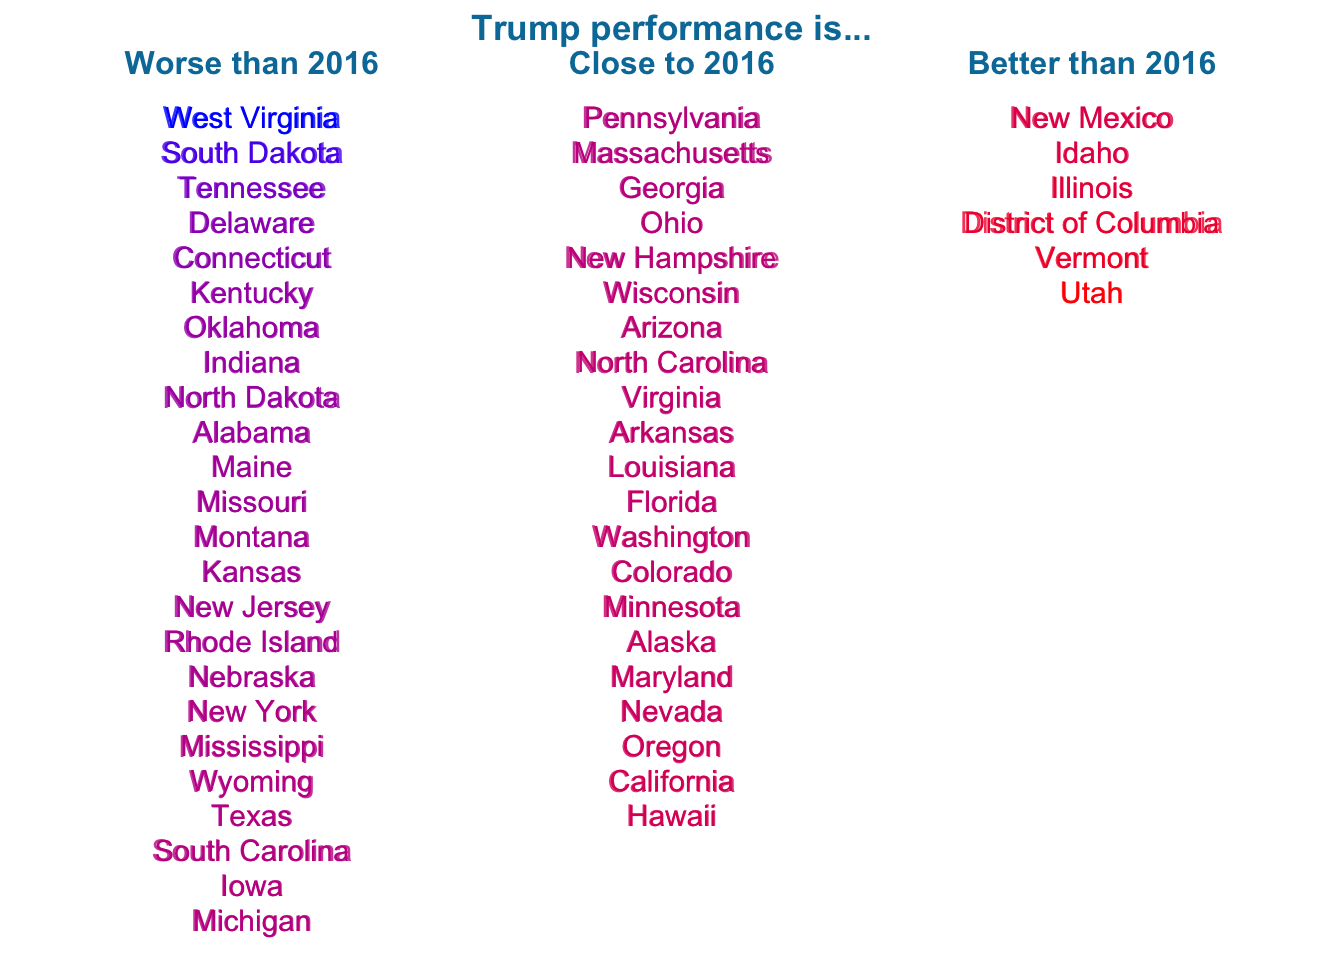 Trump performance is...
Worse than 2016
West Virginia
South Dakota
Tennessee
Delaware
Connecticut
Kentucky
Oklahoma
Indiana
North Dakota
Alabama
Maine
Missouri
Montana
Kansas
New Jersey
Rhode Island
Nebraska
New York
Mississippi
Wyoming
Texas
South Carolina
Iowa
Michigan
Close to 2016
Pennsylvania
Massachusetts
Georgia
Ohio
New Hampshire
Wisconsin
Arizona
North Carolina
Virginia
Arkansas
Louisiana
Florida
Washington
Colorado
Minnesota
Alaska
Maryland
Nevada
Oregon
California
Hawaii
Better than 2016
New Mexico
Idaho
Illinois
District of Columbia
Vermont
Utah